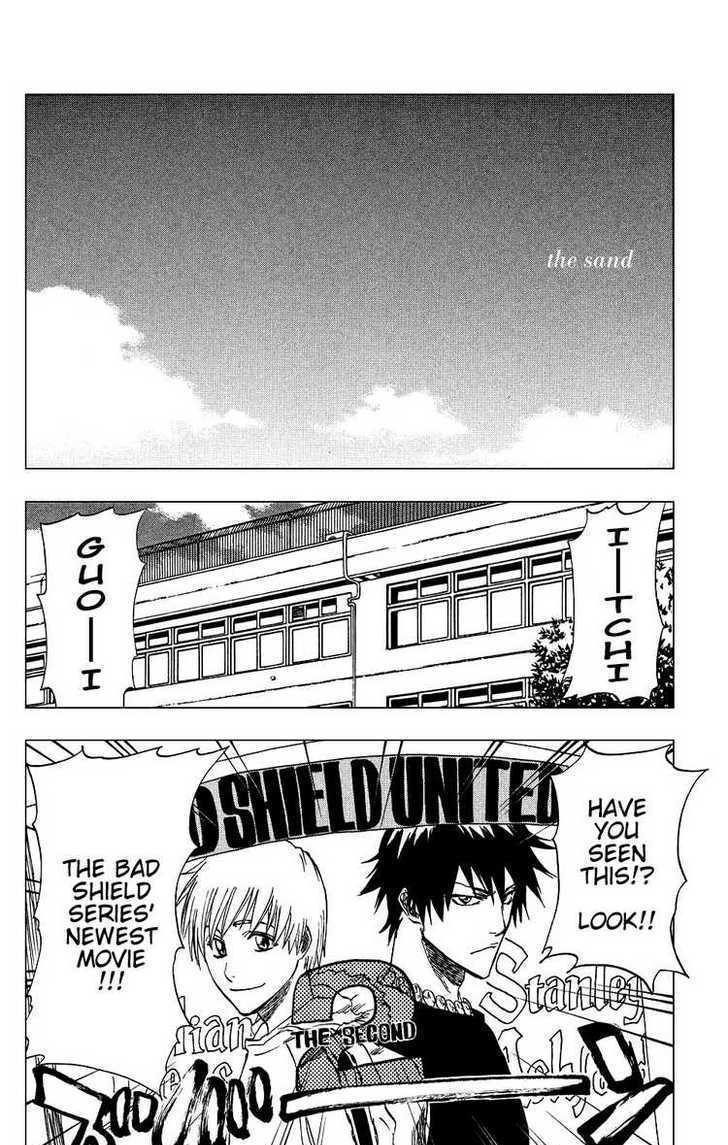 the sand
I—TCHI
GUO—I
HAVE
YOU
SEEN
THIS!?
LOOK!!
D SHIELD UNITED
THE BAD
SHIELD
SERIES'
NEWEST
MOVIE
!!!
Stanley
THE SECOND